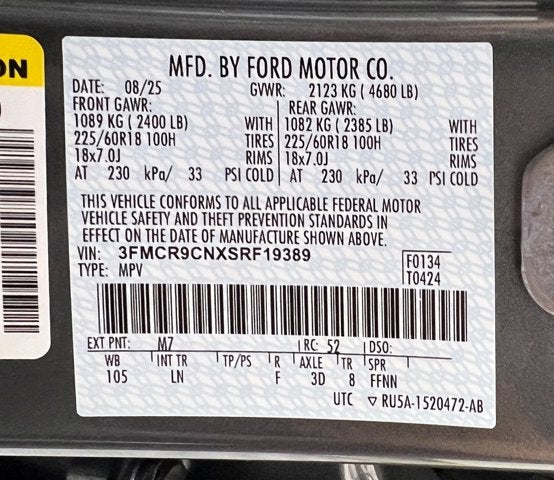 ON
MFD. BY FORD MOTOR CO.
DATE: 08/25 GVWR: 2123 KG ( 4680 LB)
FRONT GAWR: REAR GAWR:
1089 KG ( 2400 LB) WITH 1082 KG ( 2385 LB) WITH
225/60R18 100H TIRES 225/60R18 100H TIRES
18x7.0J RIMS 18x7.0J RIMS
AT 230 kPa/ 33 PSI COLD AT 230 kPa/ 33 PSI COLD
THIS VEHICLE CONFORMS TO ALL APPLICABLE FEDERAL MOTOR
VEHICLE SAFETY AND THEFT PREVENTION STANDARDS IN
EFFECT ON THE DATE OF MANUFACTURE SHOWN ABOVE.
VIN: 3FMCR9CNXSRF19389 F0134
TYPE: MPV T0424
EXT PNT: M7 RC: 52 DSO:
WB INT TR TP/PS R AXLE TR SPR
105 LN F 3D 8 FFNN
UTC ▽ RU5A-1520472-AB